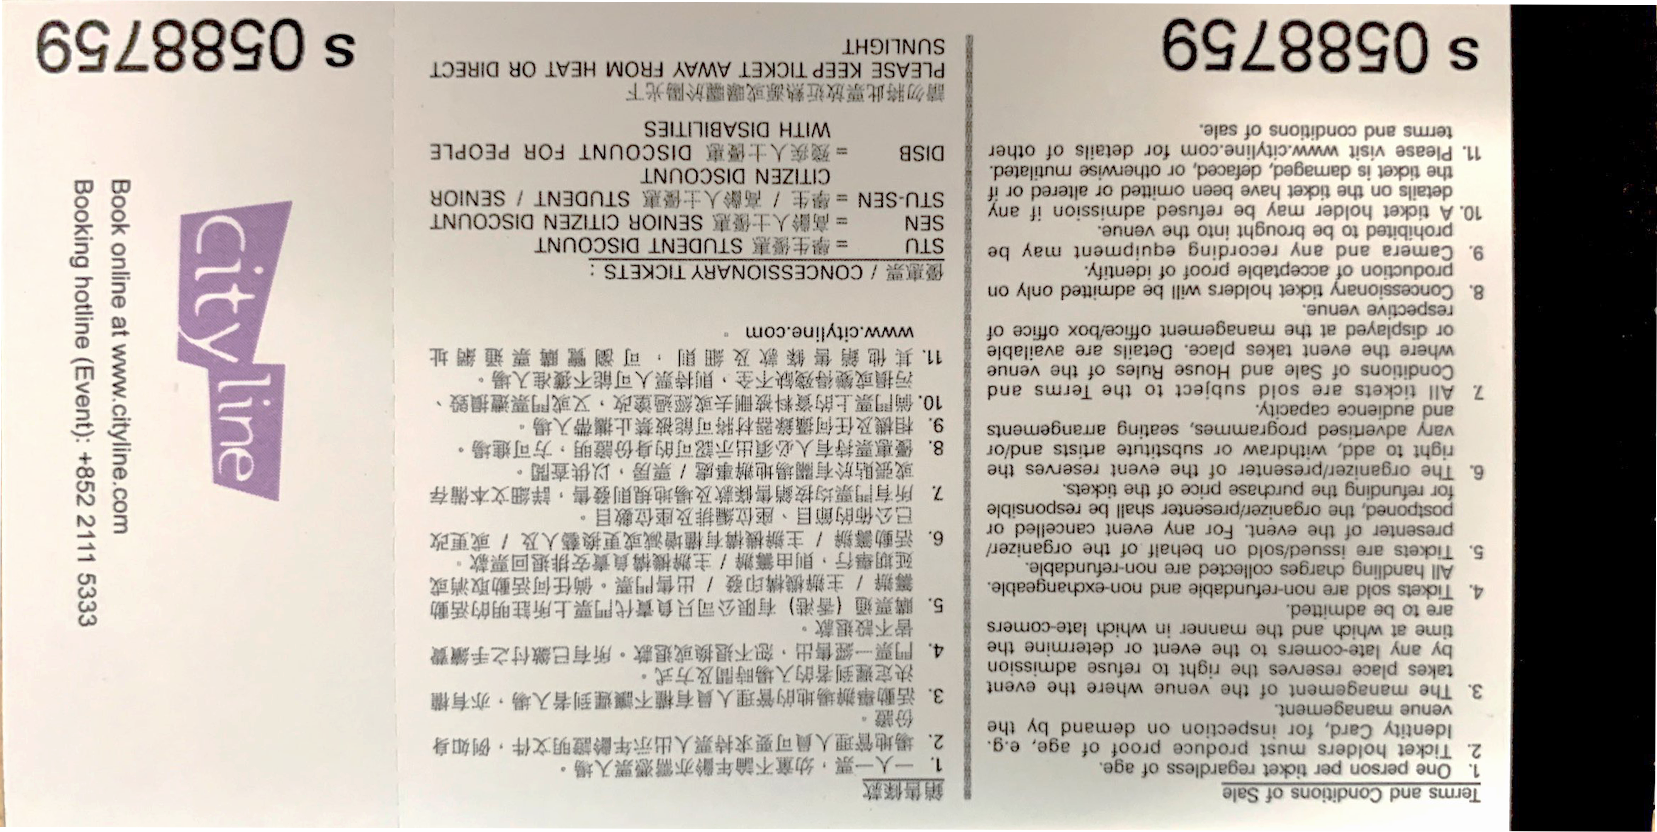 Terms and Conditions of Sale
1. One person per ticket regardless of age.
2. Ticket holders must produce proof of age, e.g.
Identity Card, for inspection on demand by the
venue management.
3. The management of the venue where the event
takes place reserves the right to refuse admission
by any late-comers to the event or determine the
time at which and the manner in which late-comers
are to be admitted.
4. Tickets sold are non-refundable and non-exchangeable.
All handling charges collected are non-refundable.
5. Tickets are issued/sold on behalf of the organizer/
presenter of the event. For any event cancelled or
postponed, the organizer/presenter shall be responsible
for refunding the purchase price of the tickets.
6. The organizer/presenter of the event reserves the
right to add, withdraw or substitute artists and/or
vary advertised programmes, seating arrangements
and audience capacity.
7. All tickets are sold subject to the Terms and
Conditions of Sale and House Rules of the venue
where the event takes place. Details are available
or displayed at the management office/box office of
respective venue.
8. Concessionary ticket holders will be admitted only on
production of acceptable proof of identify.
9. Camera and any recording equipment may be
prohibited to be brought into the venue.
10. A ticket holder may be refused admission if any
details on the ticket have been omitted or altered or if
the ticket is damaged, defaced, or otherwise mutilated.
11. Please visit www.cityline.com for details of other
terms and conditions of sale.
s 0588759
銷售條款
1. 一人一票，幼童不論年齡亦需憑票入場。
2. 場地管理人員可要求持票人出示年齡證明文件，例如身
份證。
3. 活動舉辦場地的管理人員有權不讓遲到者入場，亦有權
決定遲到者的入場時間及方式。
4. 門票一經售出，恕不退換或退款。所有已繳付之手續費
皆不設退款。
5. 購票通 (香港) 有限公司只負責代門票上所註明的活動
籌辦 / 主辦機構印發 / 出售門票。倘任何活動取消或
延期舉行，則由籌辦 / 主辦機構負責安排退回票款。
6. 活動籌辦 / 主辦機構有權增減或更換藝人及 / 或更改
已公佈的節目、座位編排及座位數目。
7. 所有門票均按銷售條款及場地規則發售，詳細文本備存
或張貼於有關場地辦事處 / 票房，以供查閱。
8. 優惠票持有人必須出示認可的身份證明，方可進場。
9. 相機及任何攝錄器材將可能被禁止攜帶入場。
10. 倘門票上的資料被刪去或經過塗改，又或門票遭損毀、
污損或變得殘缺不全，則持票人可能不獲准入場。
11. 其他銷售條款及細則，可瀏覽購票通網址
www.cityline.com 。
優惠票 / CONCESSIONARY TICKETS :
STU = 學生優惠 STUDENT DISCOUNT
SEN = 高齡人士優惠 SENIOR CITIZEN DISCOUNT
STU-SEN = 學生 / 高齡人士優惠 STUDENT / SENIOR
CITIZEN DISCOUNT
DISB = 殘疾人士優惠 DISCOUNT FOR PEOPLE
WITH DISABILITIES
請勿將此票放近熱源或曝曬於陽光下
PLEASE KEEP TICKET AWAY FROM HEAT OR DIRECT
SUNLIGHT
city line
Book online at www.cityline.com
Booking hotline (Event): +852 2111 5333
s 0588759